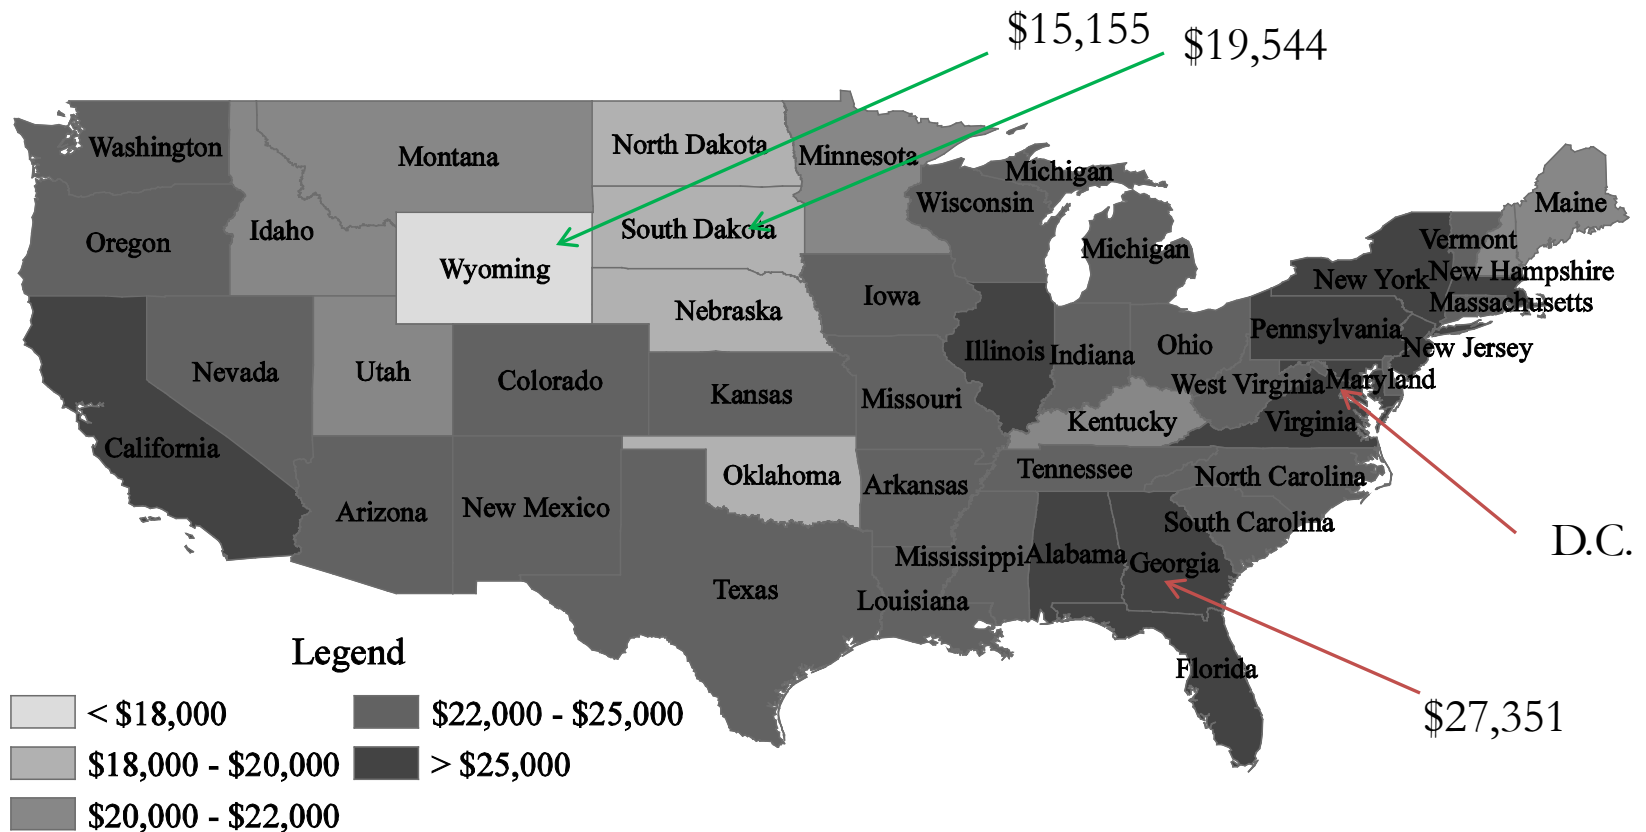 $15,155
$19,544
Washington
Montana
North Dakota
Minnesota
Michigan
Wisconsin
Maine
Oregon
Idaho
South Dakota
Michigan
Vermont
Wyoming
New York
New Hampshire
Iowa
Massachusetts
Nebraska
Pennsylvania
Nevada
Utah
Colorado
Illinois
Indiana
Ohio
New Jersey
Kansas
Missouri
West Virginia
Maryland
Kentucky
Virginia
California
Oklahoma
Arkansas
Tennessee
North Carolina
Arizona
New Mexico
South Carolina
D.C.
Mississippi
Alabama
Georgia
Texas
Louisiana
Florida
$27,351
Legend
< $18,000
$22,000 - $25,000
$18,000 - $20,000
> $25,000
$20,000 - $22,000